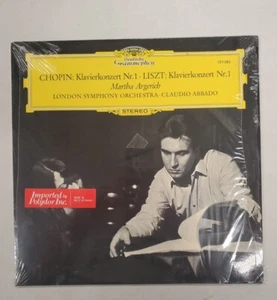 Deutsche
Grammophon
CHOPIN: Klavierkonzert Nr.1 · LISZT: Klavierkonzert Nr.1
Martha Argerich
LONDON SYMPHONY ORCHESTRA · CLAUDIO ABBADO
STEREO
Imported by
Polydor Inc.